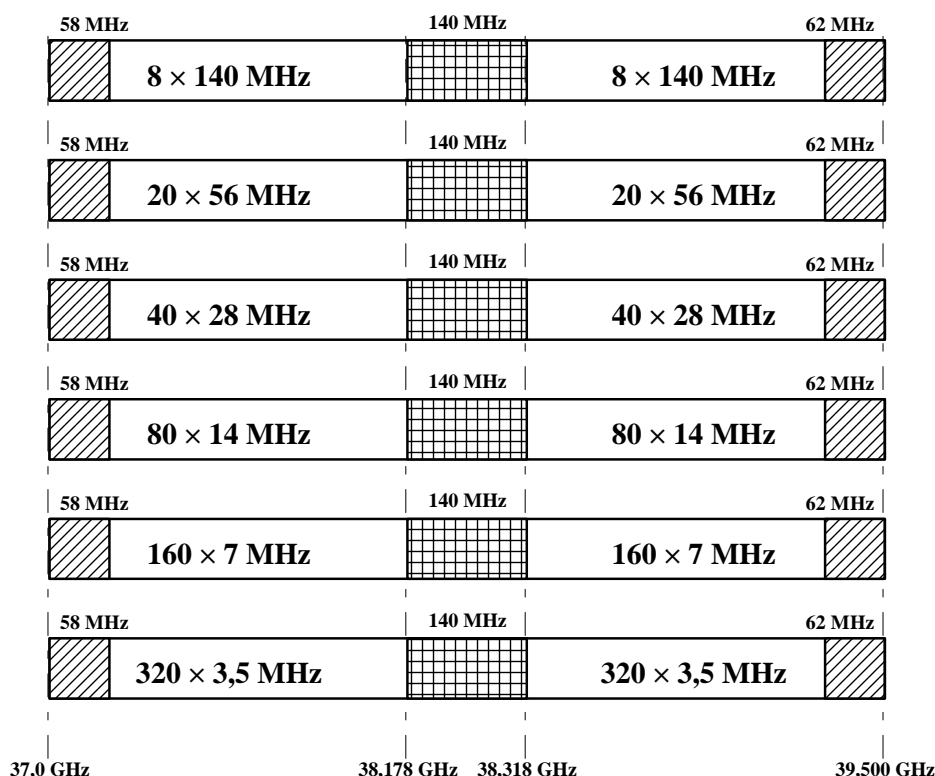 58 MHz 140 MHz 62 MHz
8 × 140 MHz 8 × 140 MHz
58 MHz 140 MHz 62 MHz
20 × 56 MHz 20 × 56 MHz
58 MHz 140 MHz 62 MHz
40 × 28 MHz 40 × 28 MHz
58 MHz 140 MHz 62 MHz
80 × 14 MHz 80 × 14 MHz
58 MHz 140 MHz 62 MHz
160 × 7 MHz 160 × 7 MHz
58 MHz 140 MHz 62 MHz
320 × 3,5 MHz 320 × 3,5 MHz
37,0 GHz 38,178 GHz 38,318 GHz 39,500 GHz